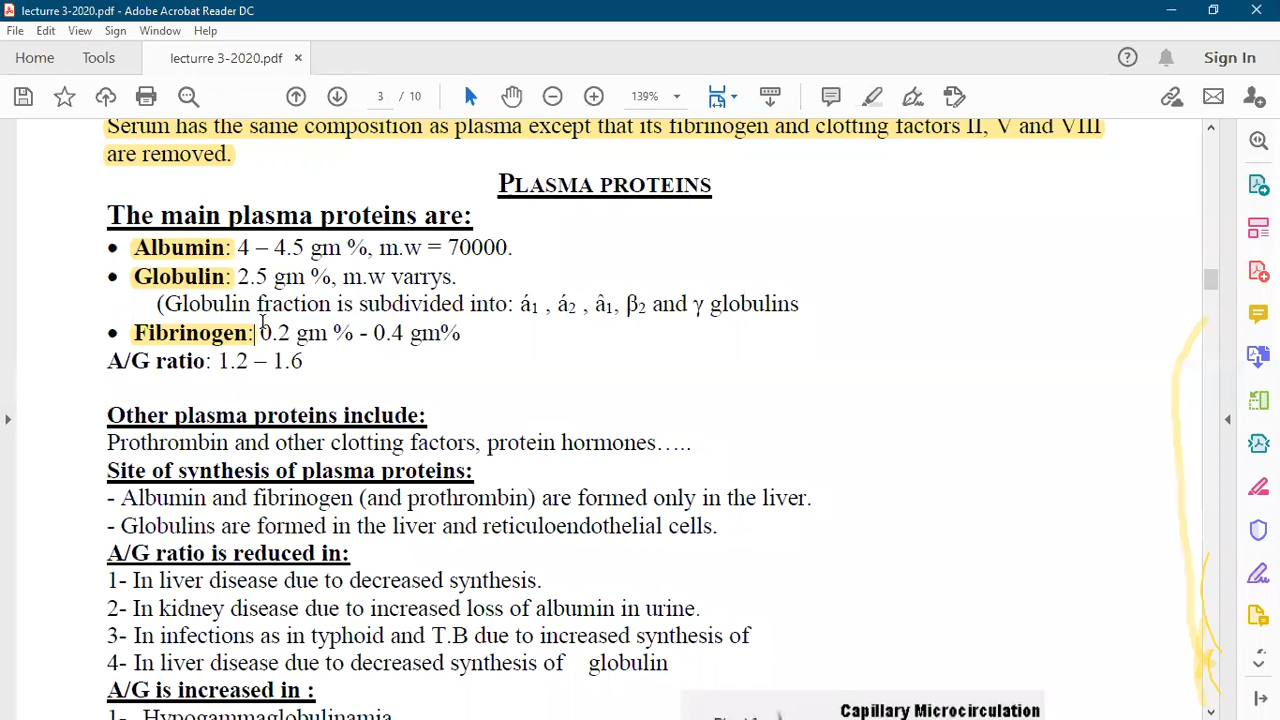 lecturre 3-2020.pdf - Adobe Acrobat Reader DC
File Edit View Sign Window Help
Home Tools lecturre 3-2020.pdf × Sign In
3 / 10 139%
Serum has the same composition as plasma except that its fibrinogen and clotting factors II, V and VIII
are removed.
PLASMA PROTEINS
The main plasma proteins are:
• Albumin: 4 – 4.5 gm %, m.w = 70000.
• Globulin: 2.5 gm %, m.w varrys.
(Globulin fraction is subdivided into: á1 , á2 , â1, β2 and γ globulins
• Fibrinogen: 0.2 gm % - 0.4 gm%
A/G ratio: 1.2 – 1.6
Other plasma proteins include:
Prothrombin and other clotting factors, protein hormones…..
Site of synthesis of plasma proteins:
- Albumin and fibrinogen (and prothrombin) are formed only in the liver.
- Globulins are formed in the liver and reticuloendothelial cells.
A/G ratio is reduced in:
1- In liver disease due to decreased synthesis.
2- In kidney disease due to increased loss of albumin in urine.
3- In infections as in typhoid and T.B due to increased synthesis of
4- In liver disease due to decreased synthesis of globulin
A/G is increased in :
1- Hypogammaglobulinamia
Capillary Microcirculation